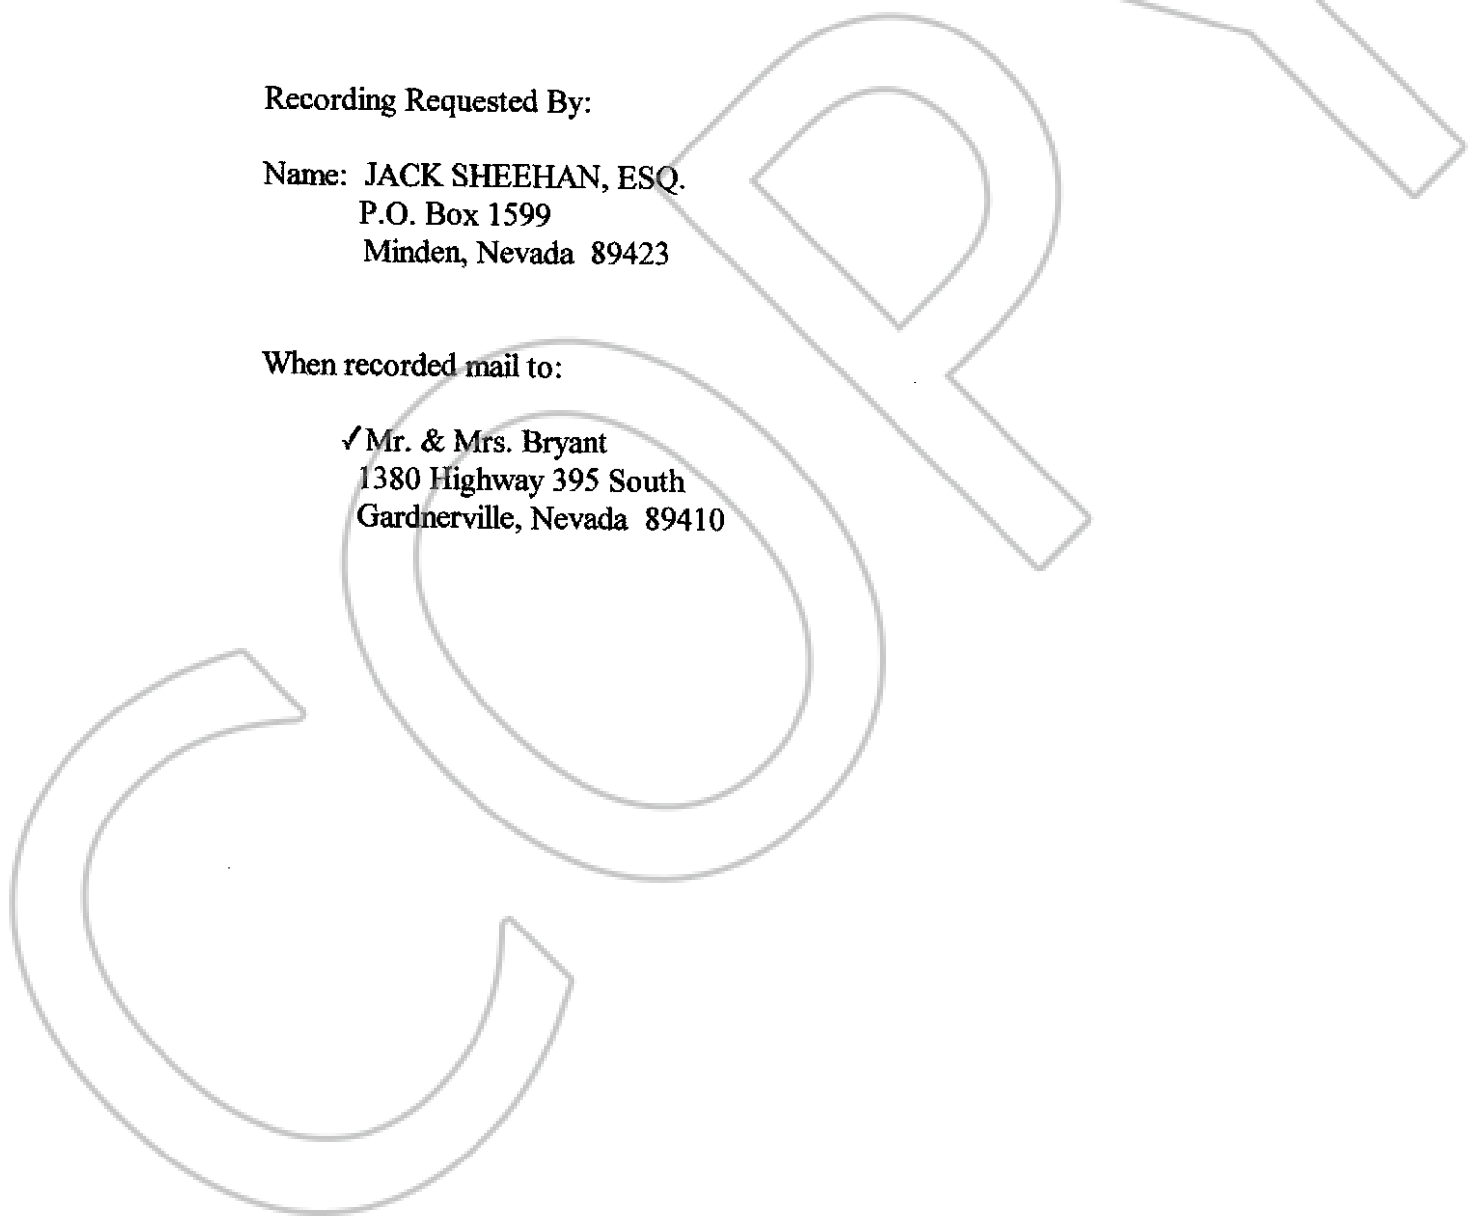 Recording Requested By:
Name: JACK SHEEHAN, ESQ.
P.O. Box 1599
Minden, Nevada 89423
When recorded mail to:
✓Mr. & Mrs. Bryant
1380 Highway 395 South
Gardnerville, Nevada 89410
COPY